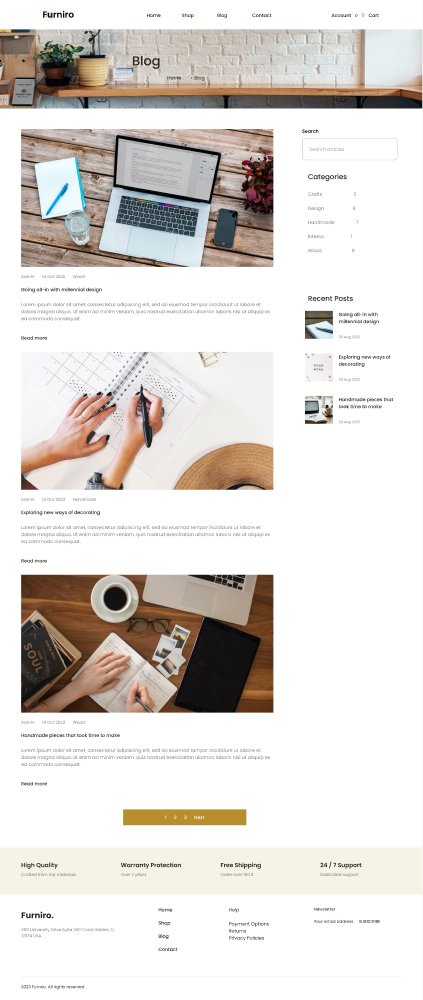 Furniro
Home Shop Blog Contact
Account Cart
Blog
Home > Blog
Search
Search articles
Categories
Crafts 2
Design 8
Handmade 7
Interior 1
Wood 6
Recent Posts
Going all-in with
millennial design
03 Aug 2022
Exploring new ways of
decorating
03 Aug 2022
Handmade pieces that
took time to make
03 Aug 2022
SOUL
Admin 14 Oct 2022 Wood
Going all-in with millennial design
Lorem ipsum dolor sit amet, consectetur adipiscing elit, sed do eiusmod tempor incididunt ut labore et
dolore magna aliqua. Ut enim ad minim veniam, quis nostrud exercitation ullamco laboris nisi ut aliquip ex
ea commodo consequat.
Read more
Admin 14 Oct 2022 Handmade
Exploring new ways of decorating
Lorem ipsum dolor sit amet, consectetur adipiscing elit, sed do eiusmod tempor incididunt ut labore et
dolore magna aliqua. Ut enim ad minim veniam, quis nostrud exercitation ullamco laboris nisi ut aliquip ex
ea commodo consequat.
Read more
Admin 14 Oct 2022 Wood
Handmade pieces that took time to make
Lorem ipsum dolor sit amet, consectetur adipiscing elit, sed do eiusmod tempor incididunt ut labore et
dolore magna aliqua. Ut enim ad minim veniam, quis nostrud exercitation ullamco laboris nisi ut aliquip ex
ea commodo consequat.
Read more
1 2 3 Next
High Quality Warranty Protection Free Shipping 24 / 7 Support
Crafted from top materials Over 2 years Dedicated support
Furniro.
Home
Shop
Blog
Contact
Help
Payment Options
Returns
Privacy Policies
Newsletter
Your email address SUBSCRIBE
2023 Furniro. All rights reserved